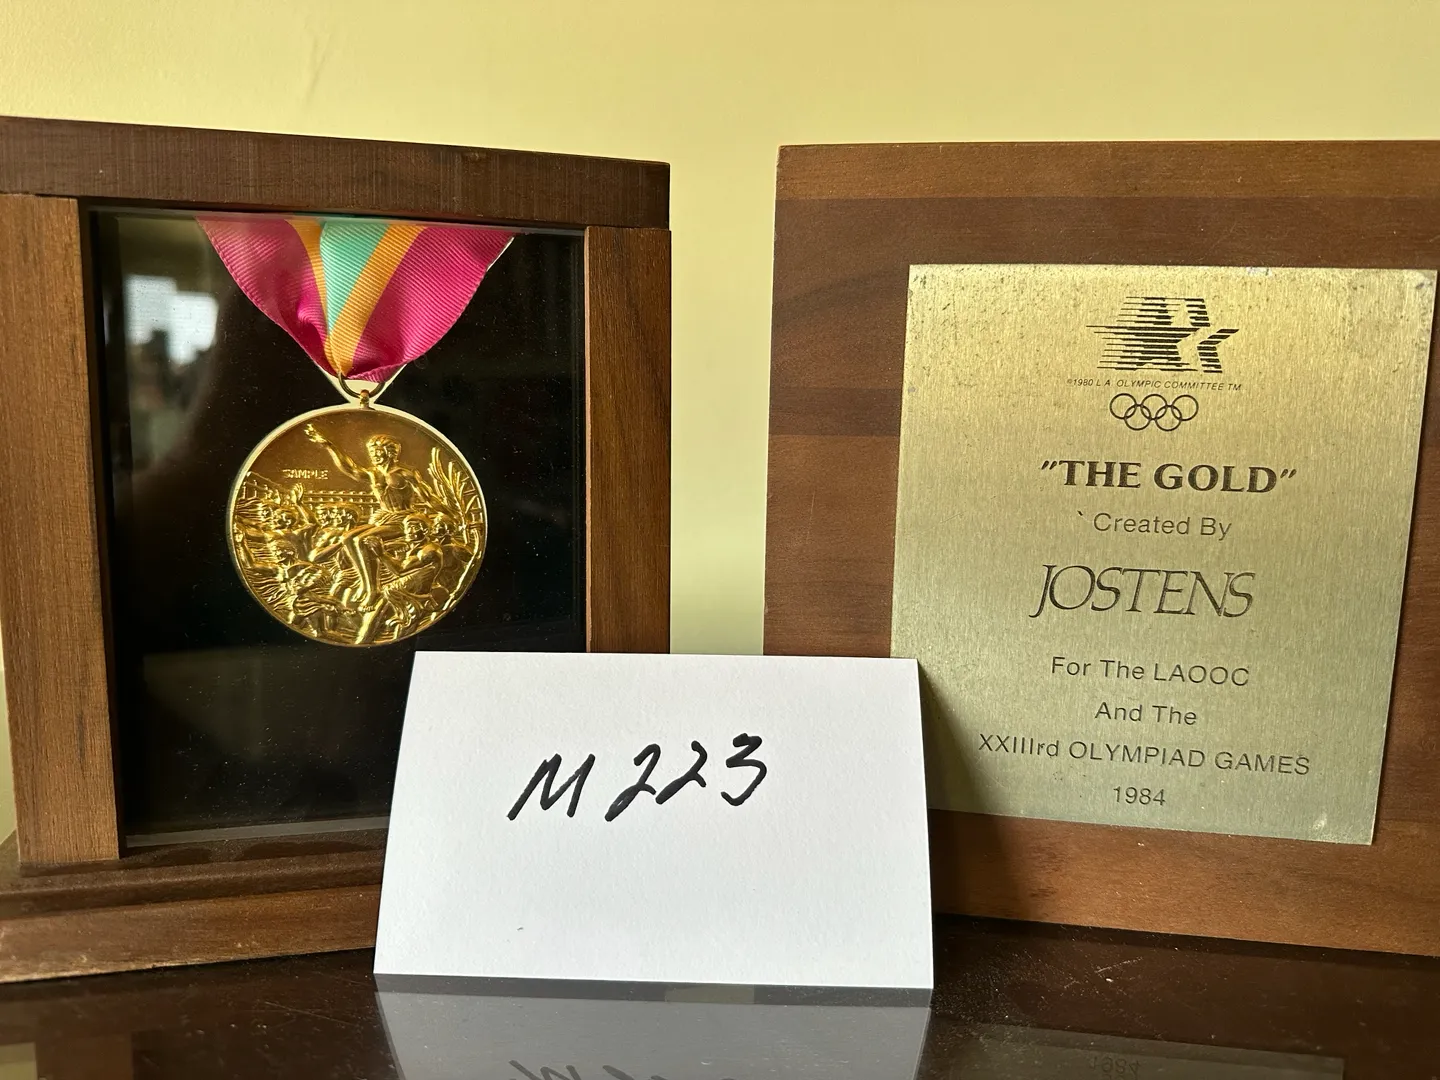 SAMPLE
©1980 L A OLYMPIC COMMITTEE TM
"THE GOLD"
Created By
JOSTENS
For The LAOOC
And The
XXIIIrd OLYMPIAD GAMES
1984
M223